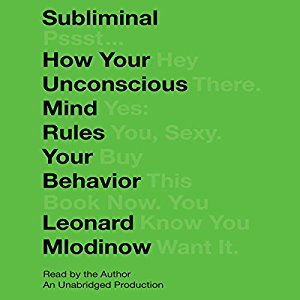 Subliminal
Pssst...
How Your Hey
Unconscious There.
Mind Yes:
Rules You, Sexy.
Your Buy
Behavior This
Book Now. You
Leonard Know You
Mlodinow Want It.
Read by the Author
An Unabridged Production